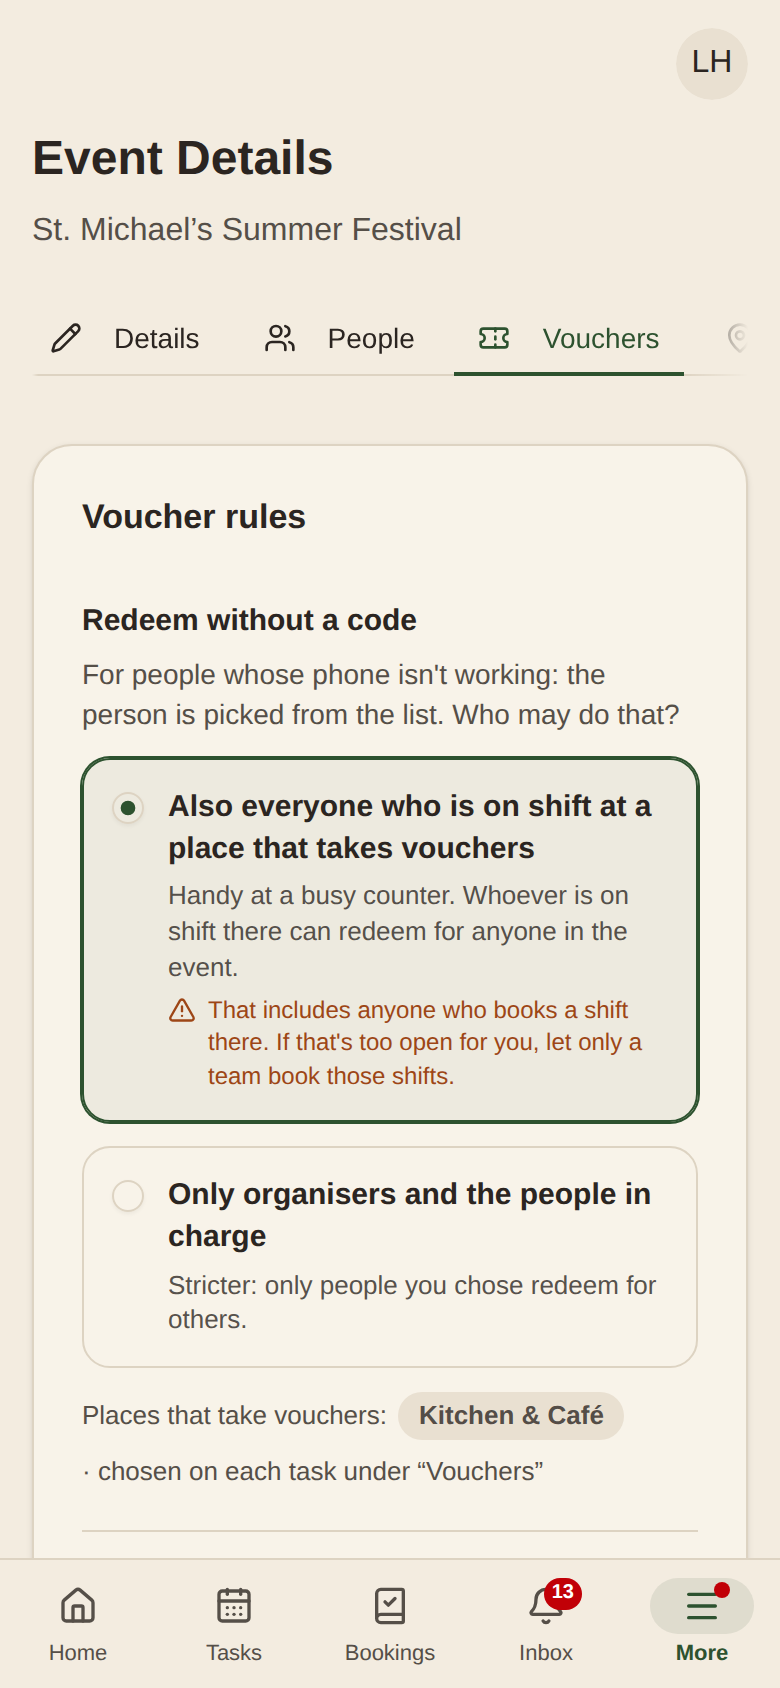 LH
Event Details
St. Michael’s Summer Festival
Details
People
Vouchers
Voucher rules
Redeem without a code
For people whose phone isn't working: the
person is picked from the list. Who may do that?
Also everyone who is on shift at a
place that takes vouchers
Handy at a busy counter. Whoever is on
shift there can redeem for anyone in the
event.
That includes anyone who books a shift
there. If that's too open for you, let only a
team book those shifts.
Only organisers and the people in
charge
Stricter: only people you chose redeem for
others.
Places that take vouchers: Kitchen & Café
· chosen on each task under “Vouchers”
13
Home
Tasks
Bookings
Inbox
More